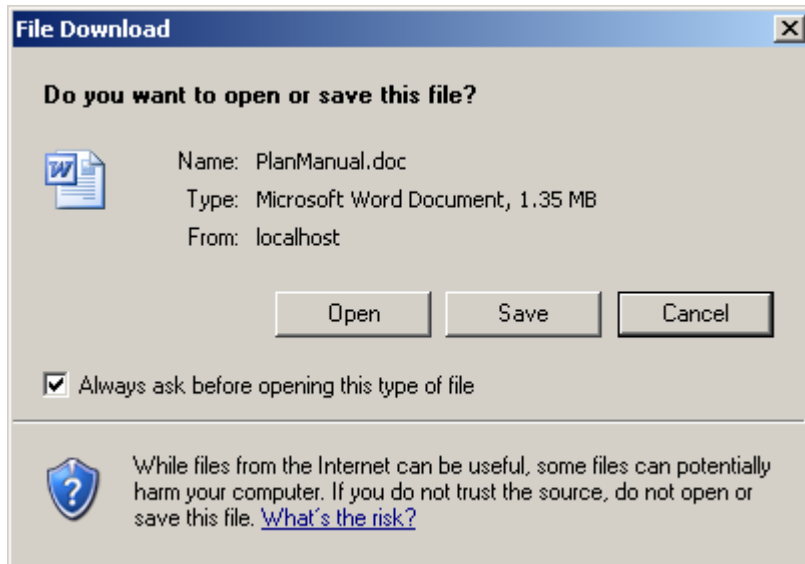 File Download
Do you want to open or save this file?
Name: PlanManual.doc
Type: Microsoft Word Document, 1.35 MB
From: localhost
Open Save Cancel
Always ask before opening this type of file
While files from the Internet can be useful, some files can potentially
harm your computer. If you do not trust the source, do not open or
save this file. What's the risk?